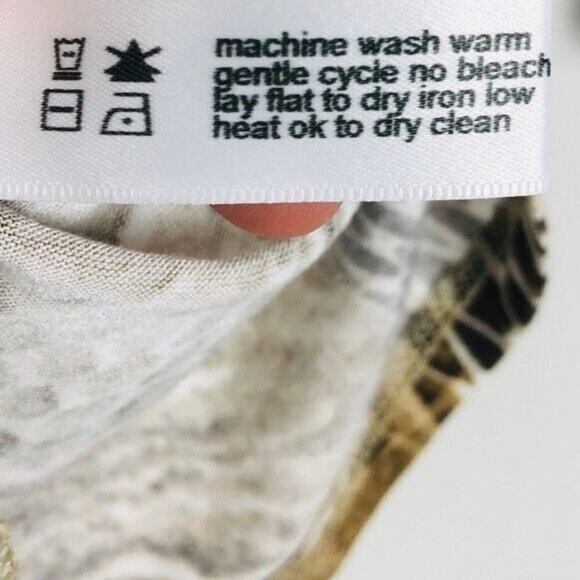 machine wash warm
gentle cycle no bleach
lay flat to dry iron low
heat ok to dry clean